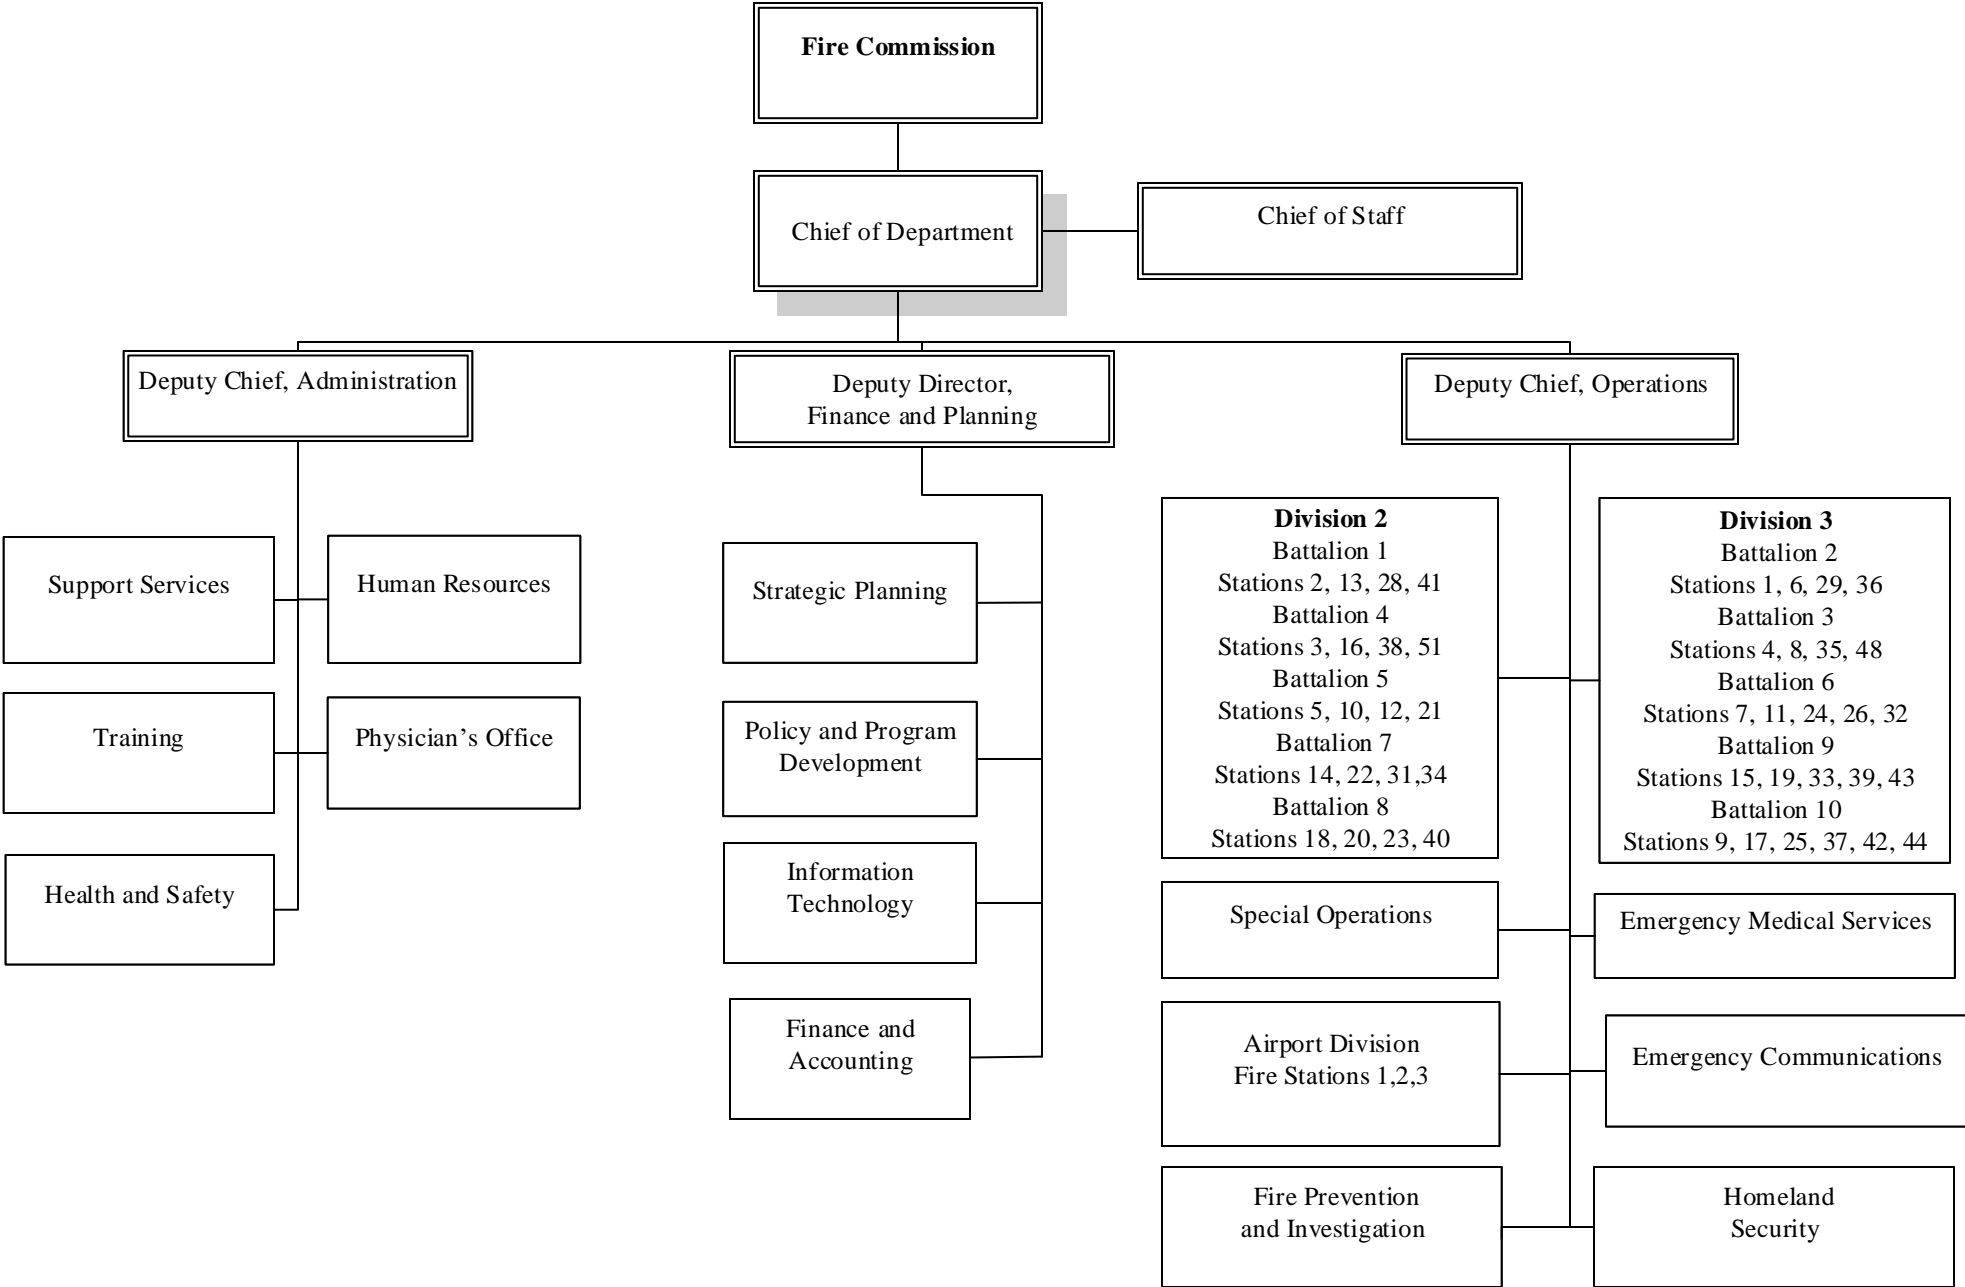 Fire Commission
Chief of Department
Chief of Staff
Deputy Chief, Administration
Deputy Director,
Finance and Planning
Deputy Chief, Operations
Support Services
Human Resources
Training
Physician’s Office
Health and Safety
Strategic Planning
Policy and Program
Development
Information
Technology
Finance and
Accounting
Division 2
Battalion 1
Stations 2, 13, 28, 41
Battalion 4
Stations 3, 16, 38, 51
Battalion 5
Stations 5, 10, 12, 21
Battalion 7
Stations 14, 22, 31,34
Battalion 8
Stations 18, 20, 23, 40
Division 3
Battalion 2
Stations 1, 6, 29, 36
Battalion 3
Stations 4, 8, 35, 48
Battalion 6
Stations 7, 11, 24, 26, 32
Battalion 9
Stations 15, 19, 33, 39, 43
Battalion 10
Stations 9, 17, 25, 37, 42, 44
Special Operations
Emergency Medical Services
Airport Division
Fire Stations 1,2,3
Emergency Communications
Fire Prevention
and Investigation
Homeland
Security